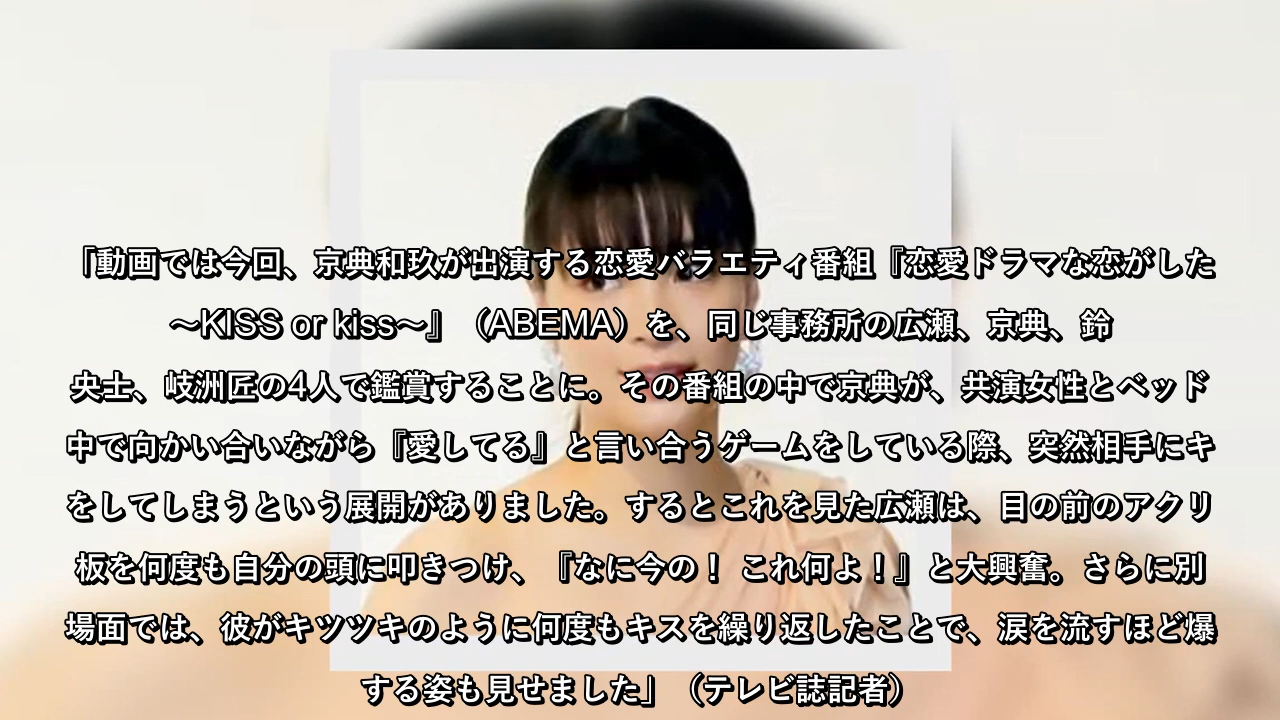 「動画では今回、京典和玖が出演する恋愛バラエティ番組『恋愛ドラマな恋がした
〜KISS or kiss〜』（ABEMA）を、同じ事務所の広瀬、京典、鈴
央士、岐洲匠の4人で鑑賞することに。その番組の中で京典が、共演女性とベッド
中で向かい合いながら『愛してる』と言い合うゲームをしている際、突然相手にキ
をしてしまうという展開がありました。するとこれを見た広瀬は、目の前のアクリ
板を何度も自分の頭に叩きつけ、『なに今の！ これ何よ！』と大興奮。さらに別
場面では、彼がキツツキのように何度もキスを繰り返したことで、涙を流すほど爆
する姿も見せました」（テレビ誌記者）